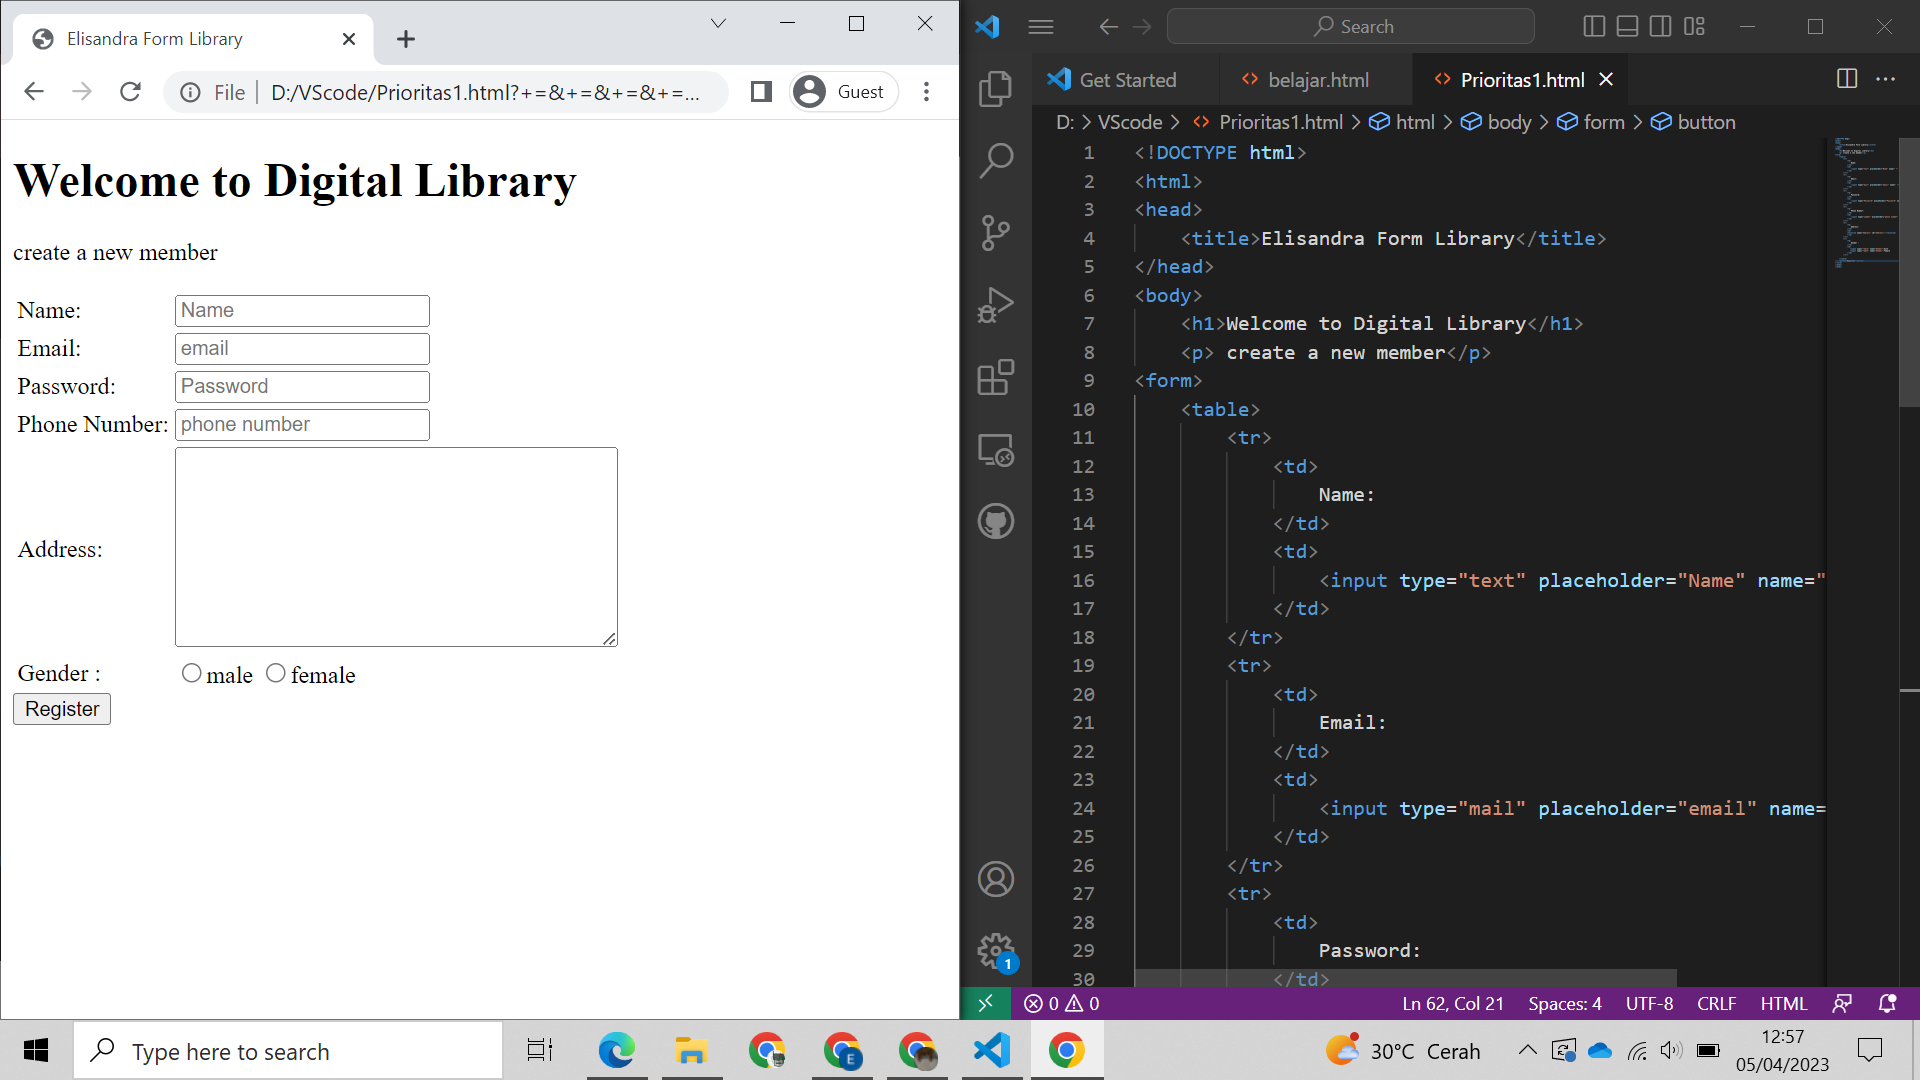 Elisandra Form Library
File
D:/VScode/Prioritas1.html?+=&+=&+=&+=...
Guest
Welcome to Digital Library
create a new member
Name:
Name
Email:
email
Password:
Password
Phone Number:
phone number
Address:
Gender :
male
female
Register
Search
Get Started
belajar.html
Prioritas1.html
D: > VScode > Prioritas1.html > html > body > form > button
1 <!DOCTYPE html>
2 <html>
3 <head>
4 <title>Elisandra Form Library</title>
5 </head>
6 <body>
7 <h1>Welcome to Digital Library</h1>
8 <p> create a new member</p>
9 <form>
10 <table>
11 <tr>
12 <td>
13 Name:
14 </td>
15 <td>
16 <input type="text" placeholder="Name" name="
17 </td>
18 </tr>
19 <tr>
20 <td>
21 Email:
22 </td>
23 <td>
24 <input type="mail" placeholder="email" name=
25 </td>
26 </tr>
27 <tr>
28 <td>
29 Password:
30 </td>
1
0 0
Ln 62, Col 21
Spaces: 4
UTF-8
CRLF
HTML
Type here to search
E
30°C Cerah
12:57
05/04/2023